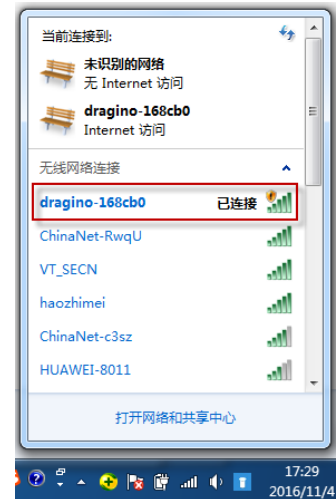 当前连接到:
未识别的网络
无 Internet 访问
dragino-168cb0
Internet 访问
无线网络连接
dragino-168cb0 已连接
ChinaNet-RwqU
VT_SECN
haozhimei
ChinaNet-c3sz
HUAWEI-8011
打开网络和共享中心
17:29
2016/11/4